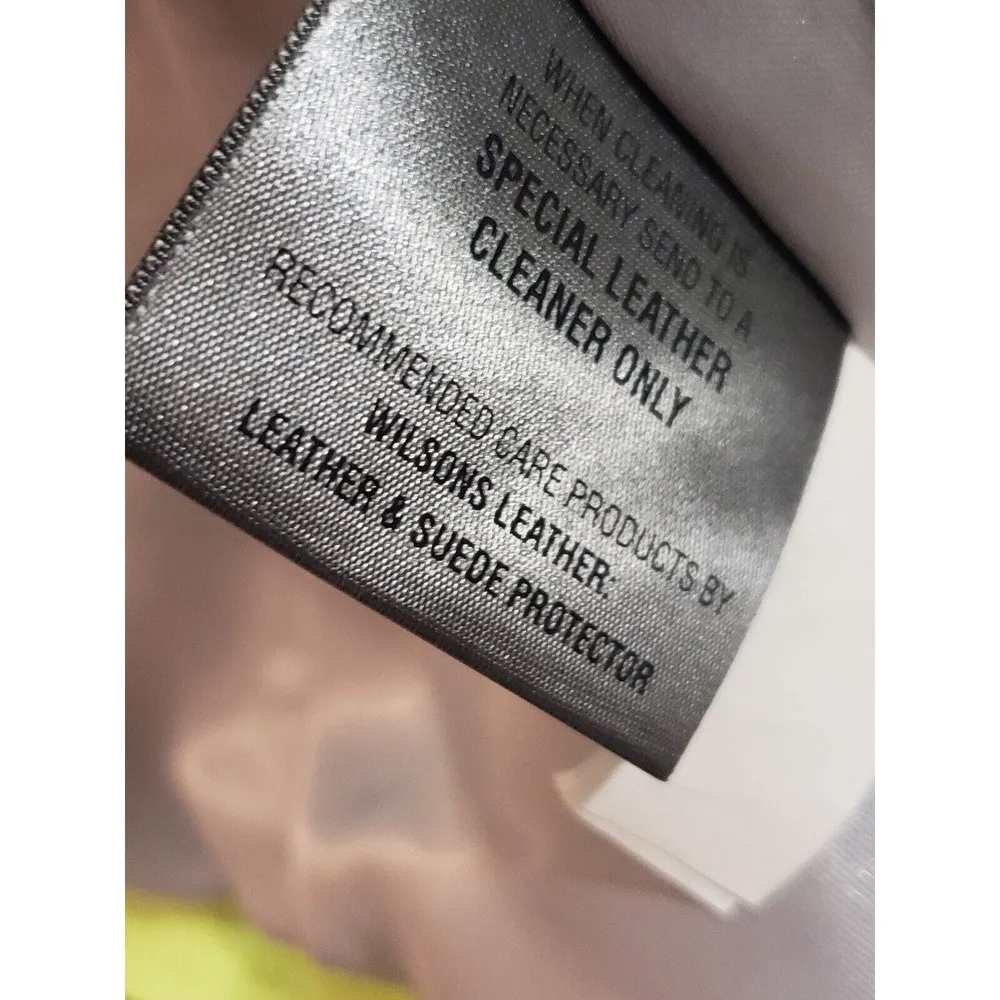 WHEN CLEANING IS
NECESSARY SEND TO A
SPECIAL LEATHER
CLEANER ONLY
RECOMMENDED CARE PRODUCTS BY
WILSONS LEATHER:
LEATHER & SUEDE PROTECTOR